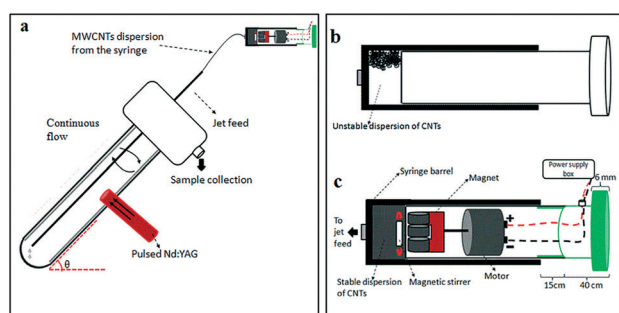 a
MWCNTs dispersion
from the syringe
Jet feed
Continuous
flow
Sample collection
Pulsed Nd:YAG
θ
b
Unstable dispersion of CNTs
c
Syringe barrel
Magnet
Power supply
box
6 mm
To
jet
feed
+
−
Stable dispersion
of CNTs
Magnetic stirrer
Motor
15cm
40 cm